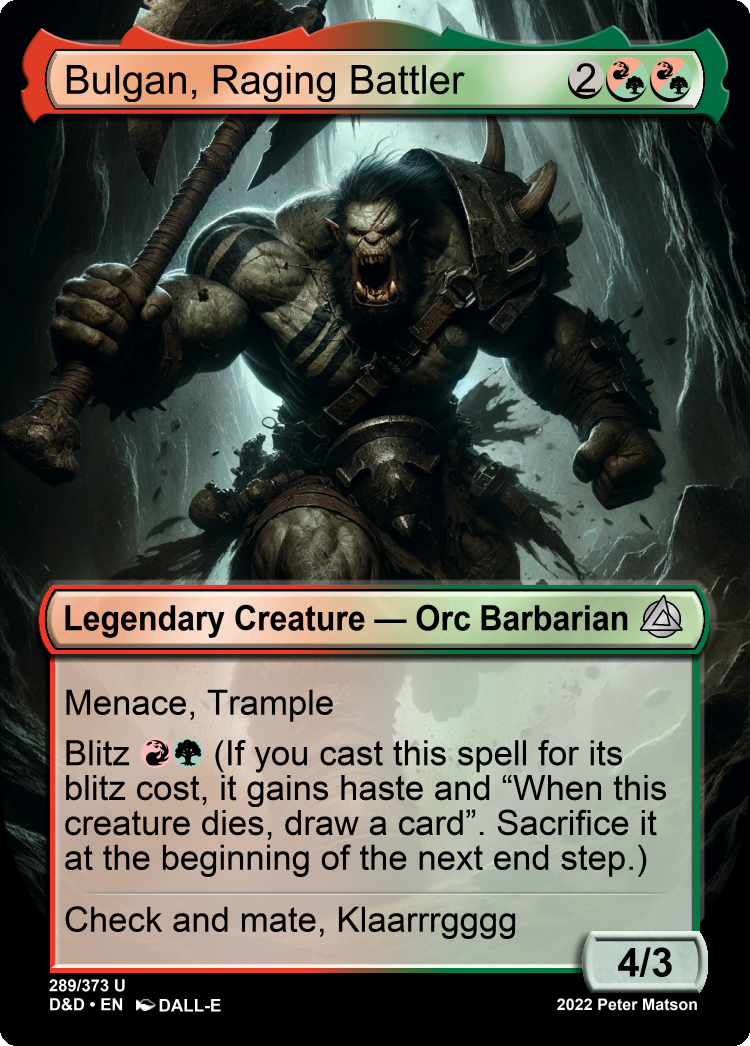 Bulgan, Raging Battler 2
Legendary Creature — Orc Barbarian
Menace, Trample
Blitz (If you cast this spell for its
blitz cost, it gains haste and “When this
creature dies, draw a card”. Sacrifice it
at the beginning of the next end step.)
Check and mate, Klaarrrgggg
4/3
289/373 U
D&D • EN DALL-E
2022 Peter Matson